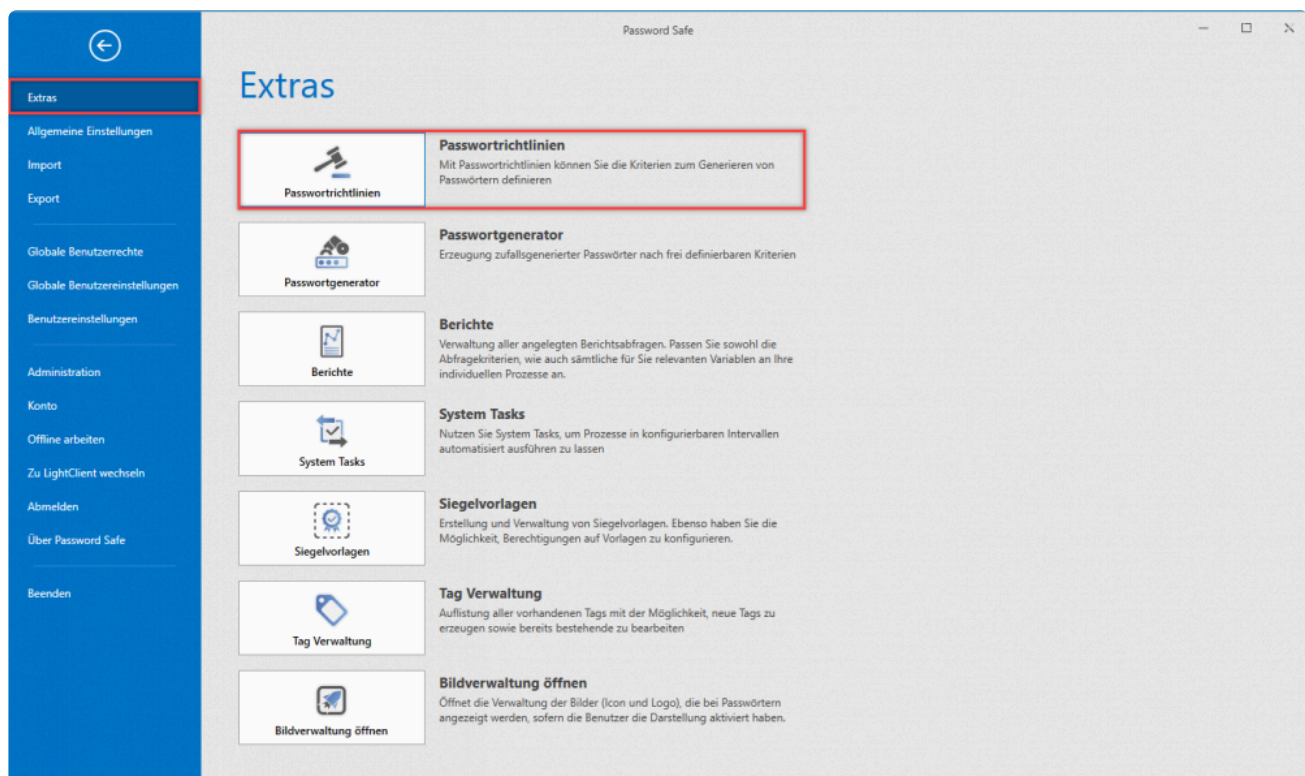 Password Safe
Extras
Allgemeine Einstellungen
Import
Export
Globale Benutzerrechte
Globale Benutzereinstellungen
Benutzereinstellungen
Administration
Konto
Offline arbeiten
Zu LightClient wechseln
Abmelden
Über Password Safe
Beenden
Extras
Passwortrichtlinien
Passwortrichtlinien
Mit Passwortrichtlinien können Sie die Kriterien zum Generieren von
Passwörtern definieren
Passwortgenerator
Passwortgenerator
Erzeugung zufallsgenerierter Passwörter nach frei definierbaren Kriterien
Berichte
Berichte
Verwaltung aller angelegten Berichtsabfragen. Passen Sie sowohl die
Abfragekriterien, wie auch sämtliche für Sie relevanten Variablen an Ihre
individuellen Prozesse an.
System Tasks
System Tasks
Nutzen Sie System Tasks, um Prozesse in konfigurierbaren Intervallen
automatisiert ausführen zu lassen
Siegelvorlagen
Siegelvorlagen
Erstellung und Verwaltung von Siegelvorlagen. Ebenso haben Sie die
Möglichkeit, Berechtigungen auf Vorlagen zu konfigurieren.
Tag Verwaltung
Tag Verwaltung
Auflistung aller vorhandenen Tags mit der Möglichkeit, neue Tags zu
erzeugen sowie bereits bestehende zu bearbeiten
Bildverwaltung öffnen
Bildverwaltung öffnen
Öffnet die Verwaltung der Bilder (Icon und Logo), die bei Passwörtern
angezeigt werden, sofern die Benutzer die Darstellung aktiviert haben.